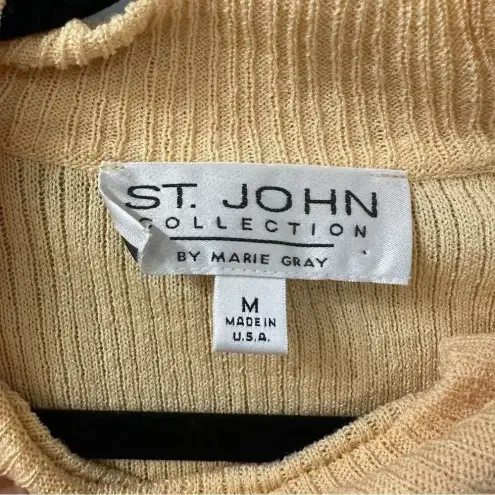 ST. JOHN
COLLECTION
BY MARIE GRAY
M
MADE IN
U.S.A.